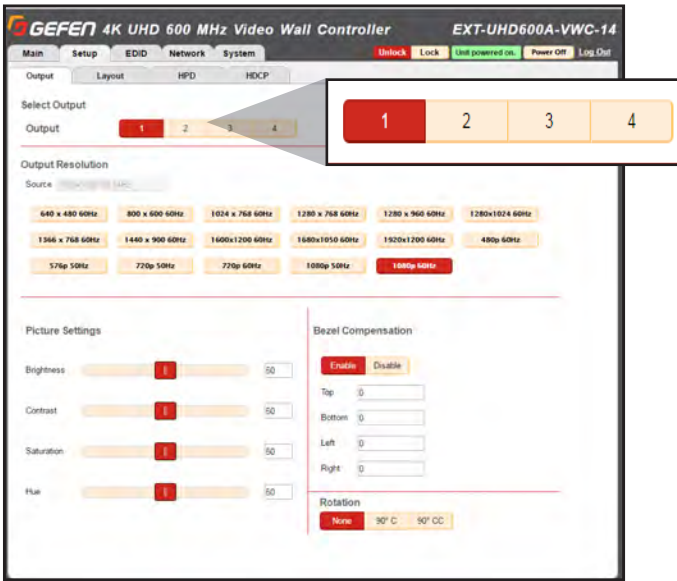 GEFEN 4K UHD 600 MHz Video Wall Controller EXT-UHD600A-VWC-14
Main Setup EDID Network System Unlock Lock Unit powered on. Power Off Log Out
Output Layout HPD HDCP
Select Output
Output 1 2 3 4
1 2 3 4
Output Resolution
Source
640 x 480 60Hz 800 x 600 60Hz 1024 x 768 60Hz 1280 x 768 60Hz 1280 x 960 60Hz 1280x1024 60Hz
1366 x 768 60Hz 1440 x 900 60Hz 1600x1200 60Hz 1680x1050 60Hz 1920x1200 60Hz 480p 60Hz
576p 50Hz 720p 50Hz 720p 60Hz 1080p 50Hz 1080p 60Hz
Picture Settings
Brightness 50
Contrast 50
Saturation 50
Hue 50
Bezel Compensation
Enable Disable
Top 0
Bottom 0
Left 0
Right 0
Rotation
None 90° C 90° CC